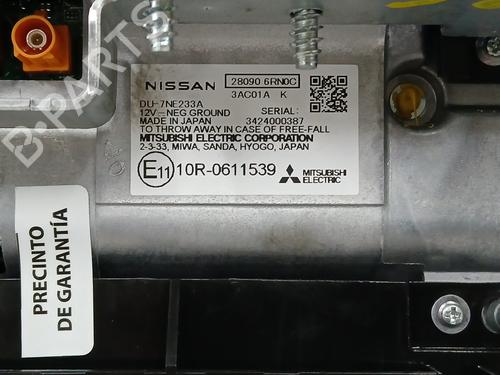 NISSAN
28090 6RN0C
3AC01A K
DU-7NE233A
12V-NEG GROUND
SERIAL:
MADE IN JAPAN
3424000387
TO THROW AWAY IN CASE OF FREE-FALL
MITSUBISHI ELECTRIC CORPORATION
2-3-33, MIWA, SANDA, HYOGO, JAPAN
E11 10R-0611539
MITSUBISHI
ELECTRIC
PRECINTO
DE GARANTÍA
B-PARTS